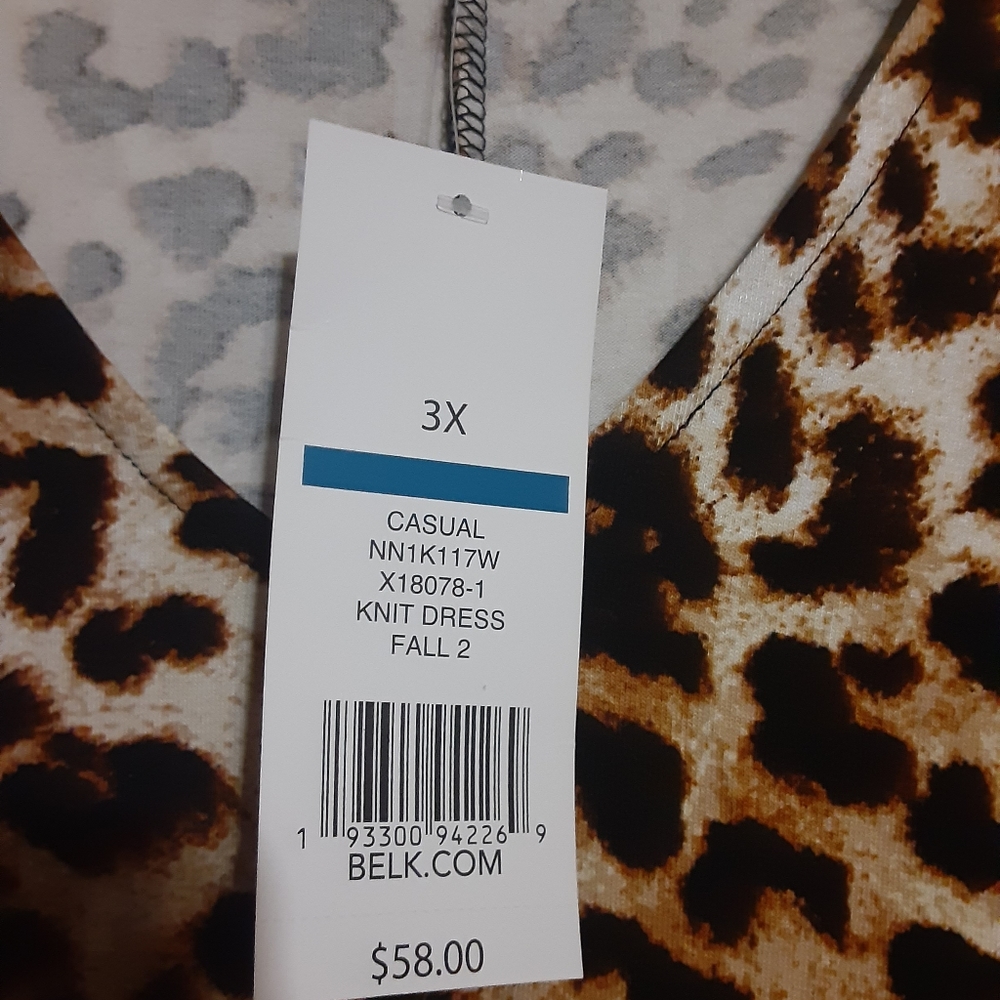 3X
CASUAL
NN1K117W
X18078-1
KNIT DRESS
FALL 2
1 93300 94226 9
BELK.COM
$58.00